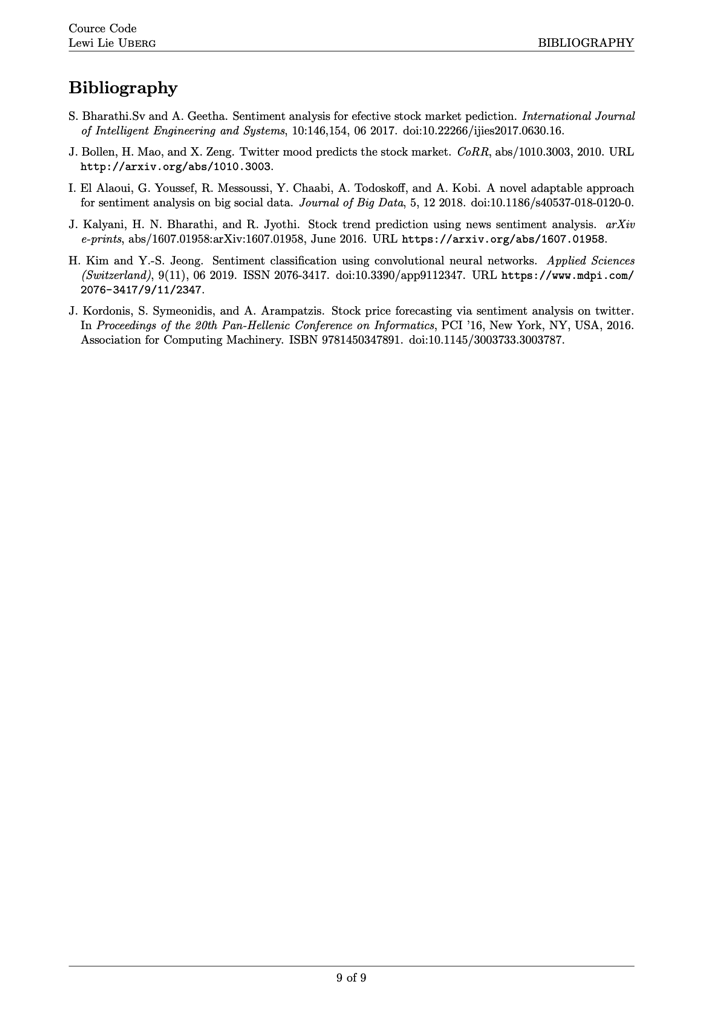 Cource Code
Lewi Lie UBERG
BIBLIOGRAPHY
Bibliography
S. Bharathi.Sv and A. Geetha. Sentiment analysis for efective stock market pediction. International Journal
of Intelligent Engineering and Systems, 10:146,154, 06 2017. doi:10.22266/ijies2017.0630.16.
J. Bollen, H. Mao, and X. Zeng. Twitter mood predicts the stock market. CoRR, abs/1010.3003, 2010. URL
http://arxiv.org/abs/1010.3003.
I. El Alaoui, G. Youssef, R. Messoussi, Y. Chaabi, A. Todoskoff, and A. Kobi. A novel adaptable approach
for sentiment analysis on big social data. Journal of Big Data, 5, 12 2018. doi:10.1186/s40537-018-0120-0.
J. Kalyani, H. N. Bharathi, and R. Jyothi. Stock trend prediction using news sentiment analysis. arXiv
e-prints, abs/1607.01958:arXiv:1607.01958, June 2016. URL https://arxiv.org/abs/1607.01958.
H. Kim and Y.-S. Jeong. Sentiment classification using convolutional neural networks. Applied Sciences
(Switzerland), 9(11), 06 2019. ISSN 2076-3417. doi:10.3390/app9112347. URL https://www.mdpi.com/
2076-3417/9/11/2347.
J. Kordonis, S. Symeonidis, and A. Arampatzis. Stock price forecasting via sentiment analysis on twitter.
In Proceedings of the 20th Pan-Hellenic Conference on Informatics, PCI '16, New York, NY, USA, 2016.
Association for Computing Machinery. ISBN 9781450347891. doi:10.1145/3003733.3003787.
9 of 9